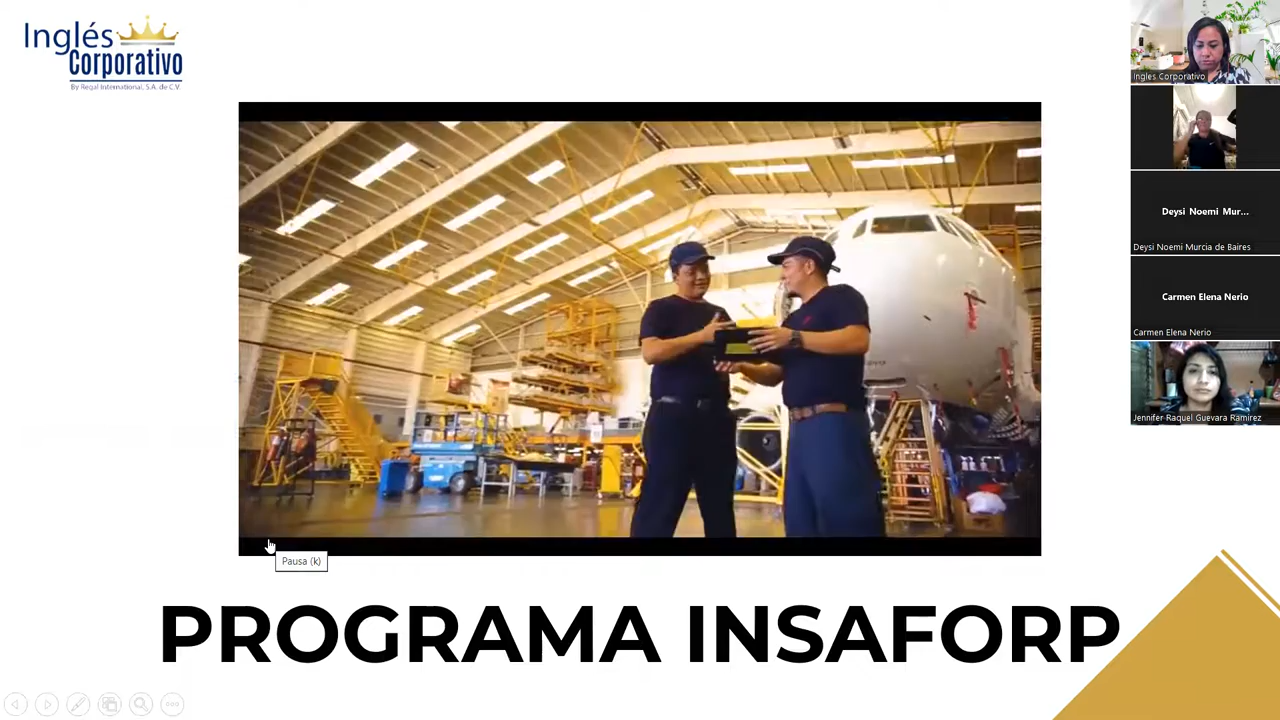 Inglés
Corporativo
By Regal International, S.A. de C.V.
Ingles Corporativo
Deysi Noemi Mur...
Deysi Noemi Murcia de Baires
Carmen Elena Nerio
Carmen Elena Nerio
Jennifer Raquel Guevara Ramirez
Pausa (k)
PROGRAMA INSAFORP